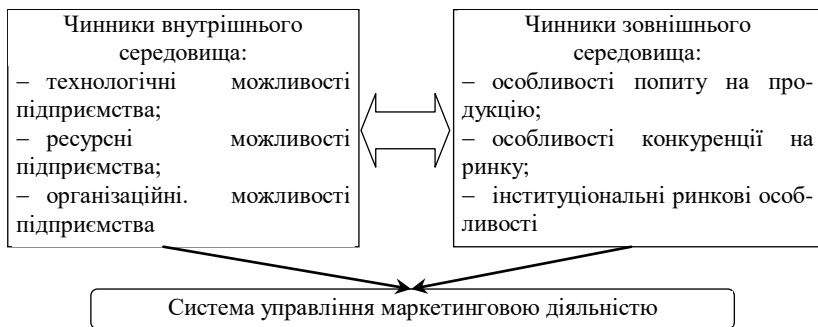 Чинники внутрішнього
середовища:
– технологічні можливості
підприємства;
– ресурсні можливості
підприємства;
– організаційні. можливості
підприємства
Чинники зовнішнього
середовища:
– особливості попиту на про-
дукцію;
– особливості конкуренції на
ринку;
– інституціональні ринкові особ-
ливості
Система управління маркетинговою діяльністю